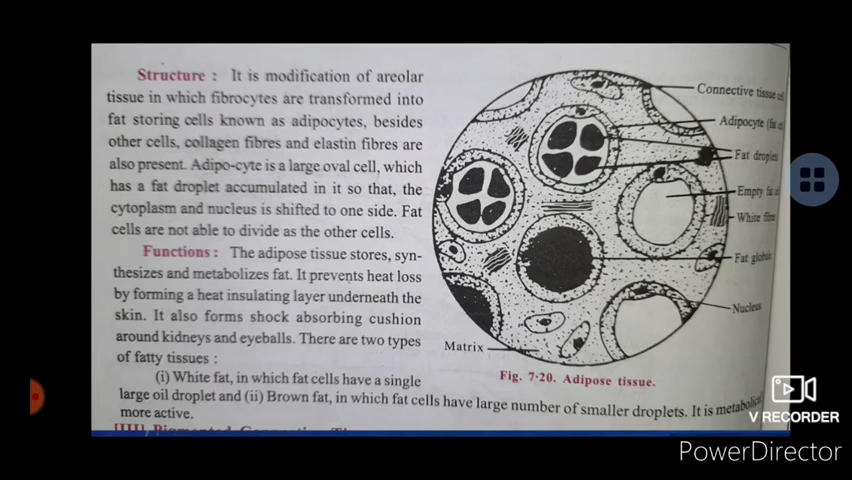 Structure : It is modification of areolar
tissue in which fibrocytes are transformed into
fat storing cells known as adipocytes, besides
other cells, collagen fibres and elastin fibres are
also present. Adipo-cyte is a large oval cell, which
has a fat droplet accumulated in it so that, the
cytoplasm and nucleus is shifted to one side. Fat
cells are not able to divide as the other cells.
Functions : The adipose tissue stores, syn-
thesizes and metabolizes fat. It prevents heat loss
by forming a heat insulating layer underneath the
skin. It also forms shock absorbing cushion
around kidneys and eyeballs. There are two types
of fatty tissues :
(i) White fat, in which fat cells have a single
large oil droplet and (ii) Brown fat, in which fat cells have large number of smaller droplets. It is
more active.
Connective tissue
Adipocyte (fat
Fat
Empty
White
Fat
Nucleus
Matrix
Fig. 7·20. Adipose tissue.
V RECORDER
PowerDirector